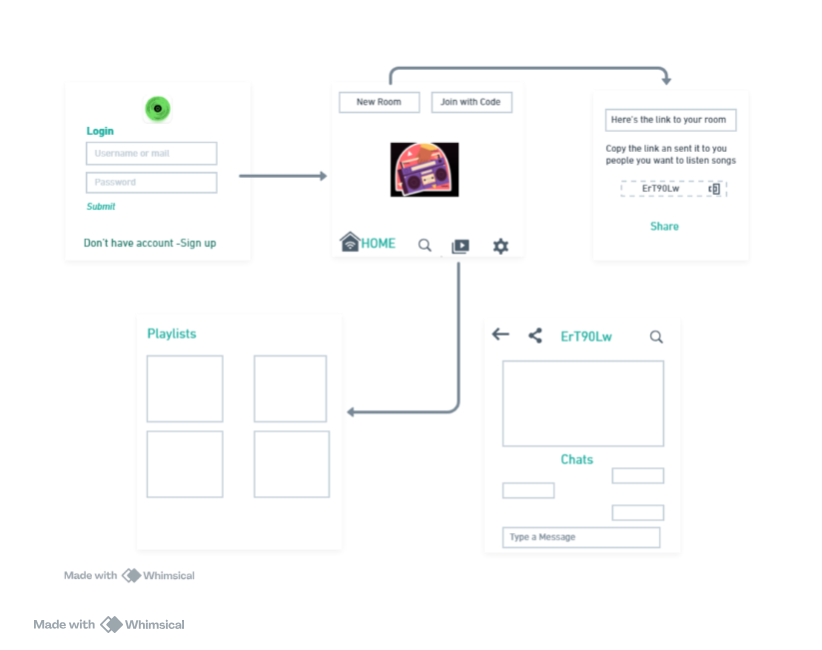 Login
Username or mail
Password
Submit
Don't have account -Sign up
New Room
Join with Code
HOME
Here's the link to your room
Copy the link an sent it to you
people you want to listen songs
ErT90Lw
Share
Playlists
ErT90Lw
Chats
Type a Message
Made with Whimsical
Made with Whimsical